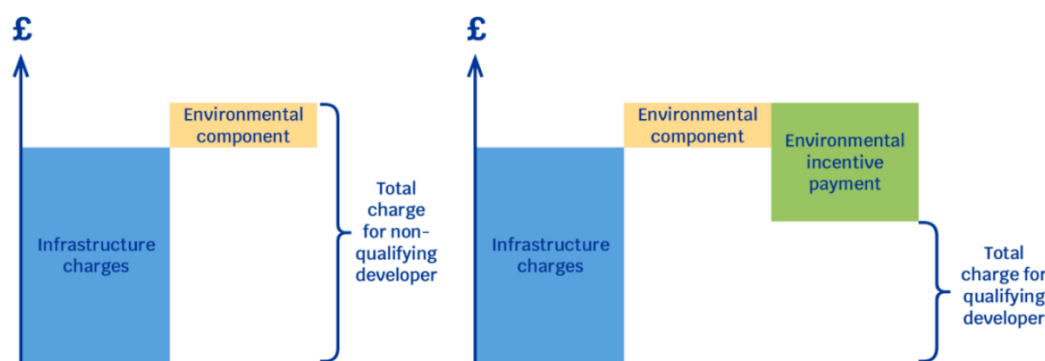 £
Environmental
component
Infrastructure
charges
Total
charge
for non-
qualifying
developer
£
Environmental
component
Environmental
incentive
payment
Infrastructure
charges
Total
charge for
qualifying
developer